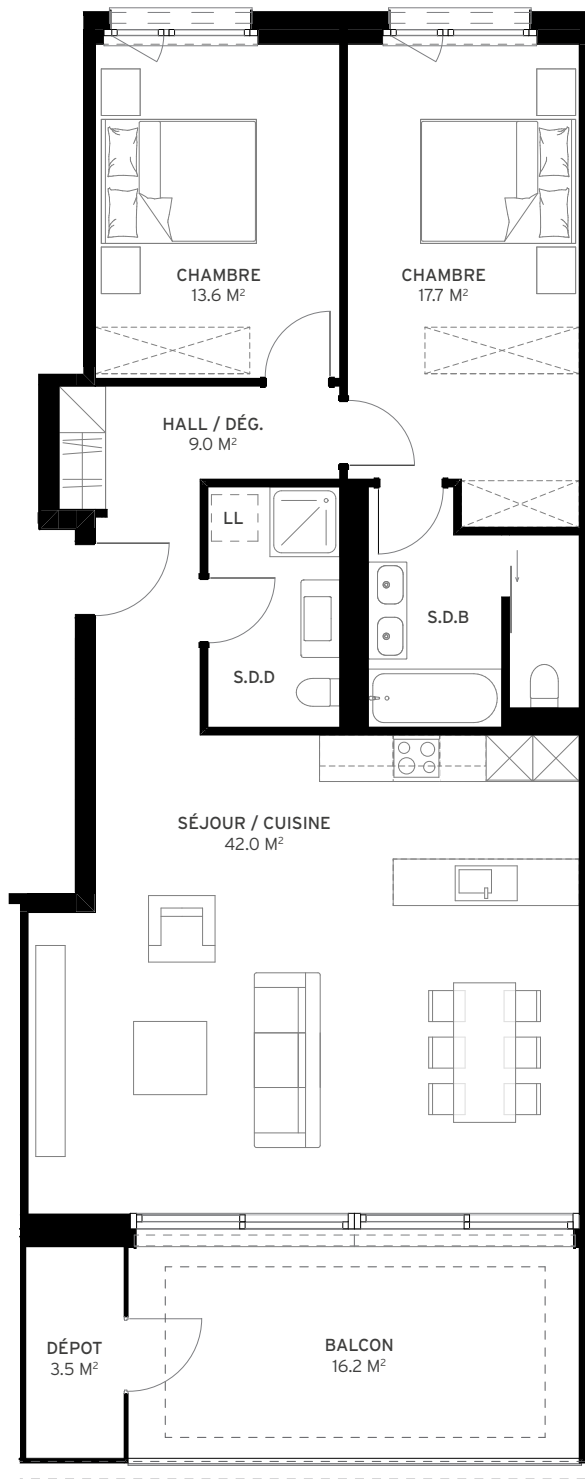 CHAMBRE
13.6 M²
CHAMBRE
17.7 M²
HALL / DÉG.
9.0 M²
LL
S.D.B
S.D.D
SÉJOUR / CUISINE
42.0 M²
DÉPOT
3.5 M²
BALCON
16.2 M²